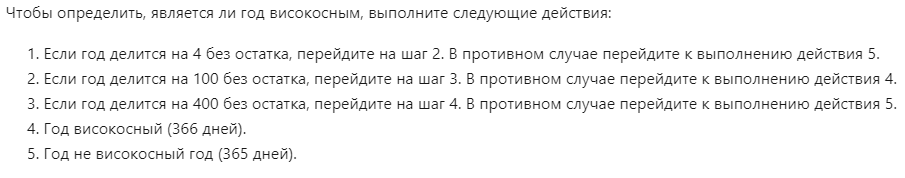 Чтобы определить, является ли год високосным, выполните следующие действия:
1. Если год делится на 4 без остатка, перейдите на шаг 2. В противном случае перейдите к выполнению действия 5.
2. Если год делится на 100 без остатка, перейдите на шаг 3. В противном случае перейдите к выполнению действия 4.
3. Если год делится на 400 без остатка, перейдите на шаг 4. В противном случае перейдите к выполнению действия 5.
4. Год високосный (366 дней).
5. Год не високосный год (365 дней).